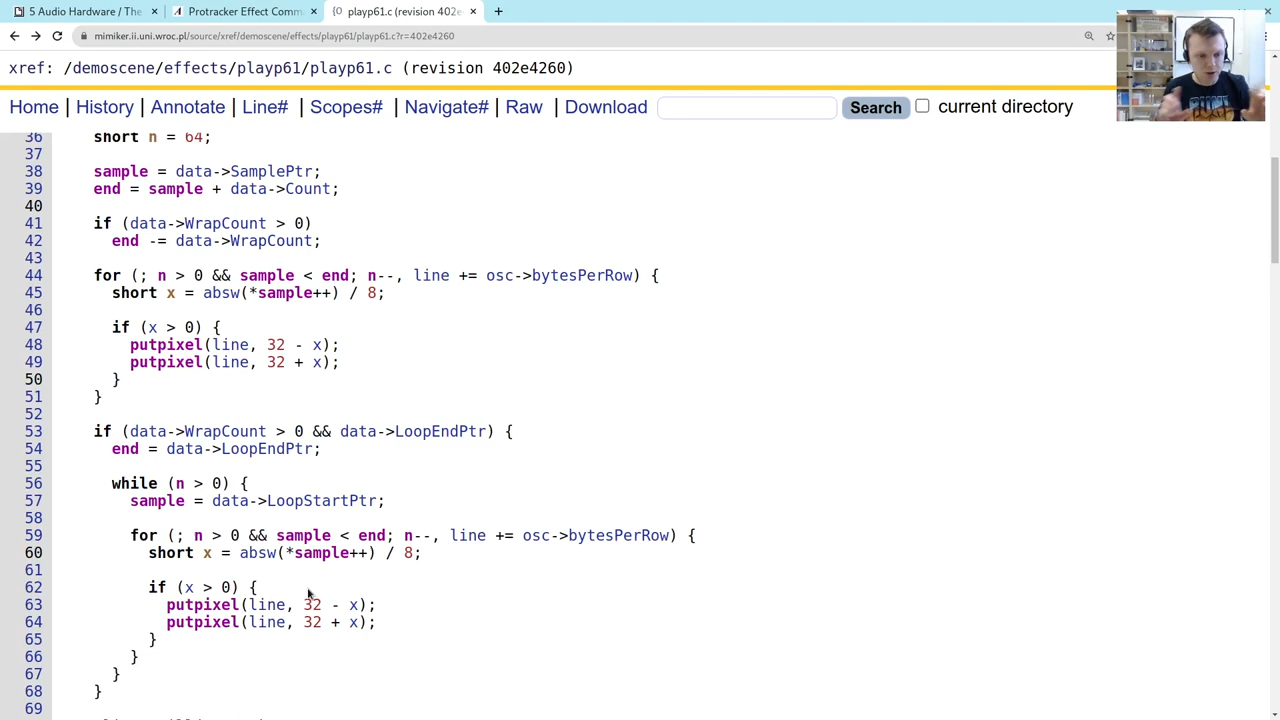 5 Audio Hardware / The
Protracker Effect Comma
playp61.c (revision 402e
mimiker.ii.uni.wroc.pl/source/xref/demoscene/effects/playp61/playp61.c?r=402e4260
xref: /demoscene/effects/playp61/playp61.c (revision 402e4260)
Home | History | Annotate | Line# | Scopes# | Navigate# | Raw | Download Search current directory
36 short n = 64;
37
38 sample = data->SamplePtr;
39 end = sample + data->Count;
40
41 if (data->WrapCount > 0)
42 end -= data->WrapCount;
43
44 for (; n > 0 && sample < end; n--, line += osc->bytesPerRow) {
45 short x = absw(*sample++) / 8;
46
47 if (x > 0) {
48 putpixel(line, 32 - x);
49 putpixel(line, 32 + x);
50 }
51 }
52
53 if (data->WrapCount > 0 && data->LoopEndPtr) {
54 end = data->LoopEndPtr;
55
56 while (n > 0) {
57 sample = data->LoopStartPtr;
58
59 for (; n > 0 && sample < end; n--, line += osc->bytesPerRow) {
60 short x = absw(*sample++) / 8;
61
62 if (x > 0) {
63 putpixel(line, 32 - x);
64 putpixel(line, 32 + x);
65 }
66 }
67 }
68 }
69